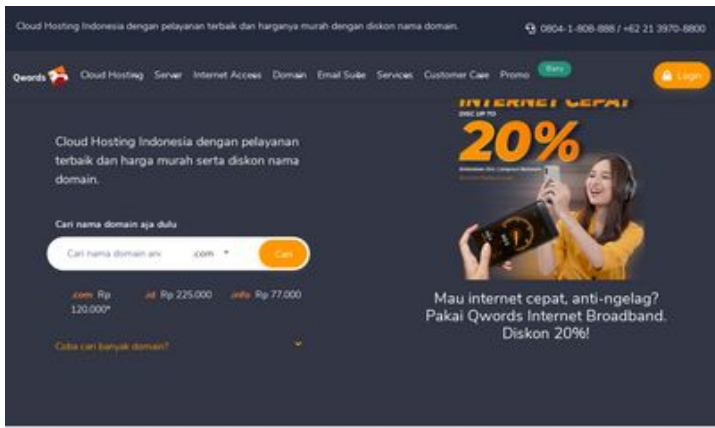 Cloud Hosting Indonesia dengan pelayanan terbaik dan harganya murah dengan diskon nama domain.
0804-1-808-888 / +62 21 3970-8800
Qwords
Cloud Hosting Server Internet Access Domain Email Suite Services Customer Care Promo Baru
Login
INTERNET CEPAT
DISC UP TO
20%
Cloud Hosting Indonesia dengan pelayanan
terbaik dan harga murah serta diskon nama
domain.
Cari nama domain aja dulu
Cari nama domain anc .com Cari
.com Rp .id Rp 225.000 .info Rp 77.000
120.000*
Coba cari banyak domain?
Mau internet cepat, anti-ngelag?
Pakai Qwords Internet Broadband.
Diskon 20%!